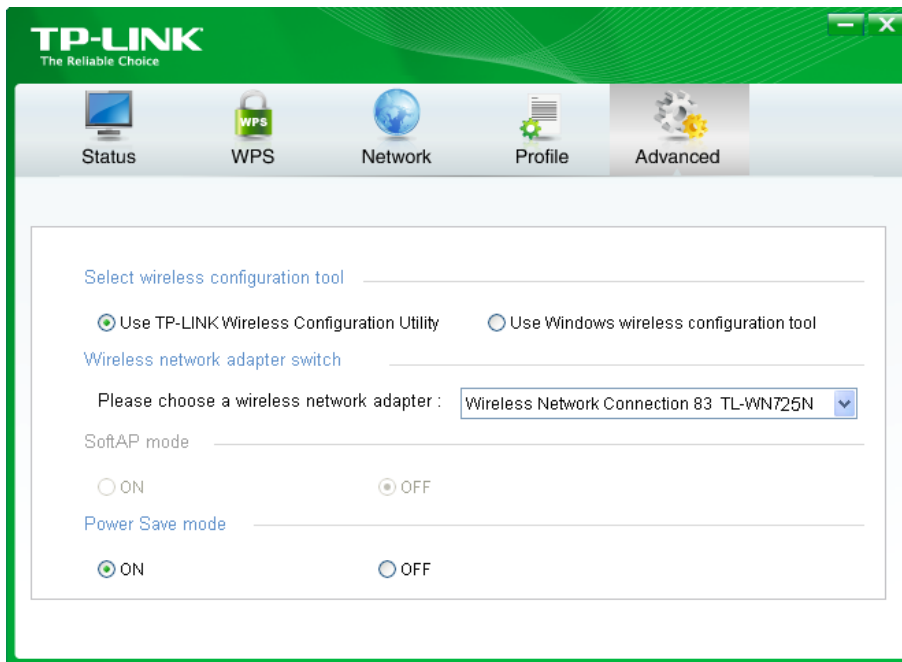 TP-LINK
The Reliable Choice
WPS
Status WPS Network Profile Advanced
Select wireless configuration tool
Use TP-LINK Wireless Configuration Utility Use Windows wireless configuration tool
Wireless network adapter switch
Please choose a wireless network adapter : Wireless Network Connection 83 TL-WN725N
SoftAP mode
ON OFF
Power Save mode
ON OFF